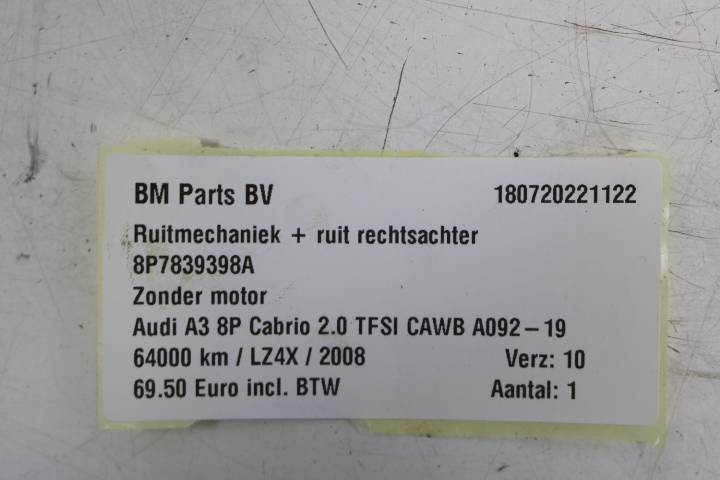 BM Parts BV 180720221122
Ruitmechaniek + ruit rechtsachter
8P7839398A
Zonder motor
Audi A3 8P Cabrio 2.0 TFSI CAWB A092-19
64000 km / LZ4X / 2008 Verz: 10
69.50 Euro incl. BTW Aantal: 1